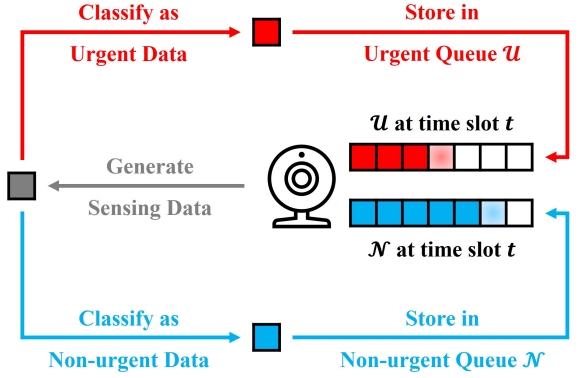 Classify as
Urgent Data
Store in
Urgent Queue 𝒰
𝒰 at time slot 𝑡
Generate
Sensing Data
𝒩 at time slot 𝑡
Classify as
Non-urgent Data
Store in
Non-urgent Queue 𝒩